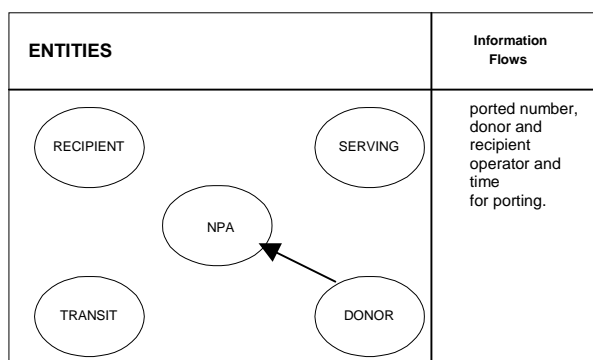 ENTITIES
Information
Flows
RECIPIENT
SERVING
NPA
TRANSIT
DONOR
ported number,
donor and
recipient
operator and
time
for porting.